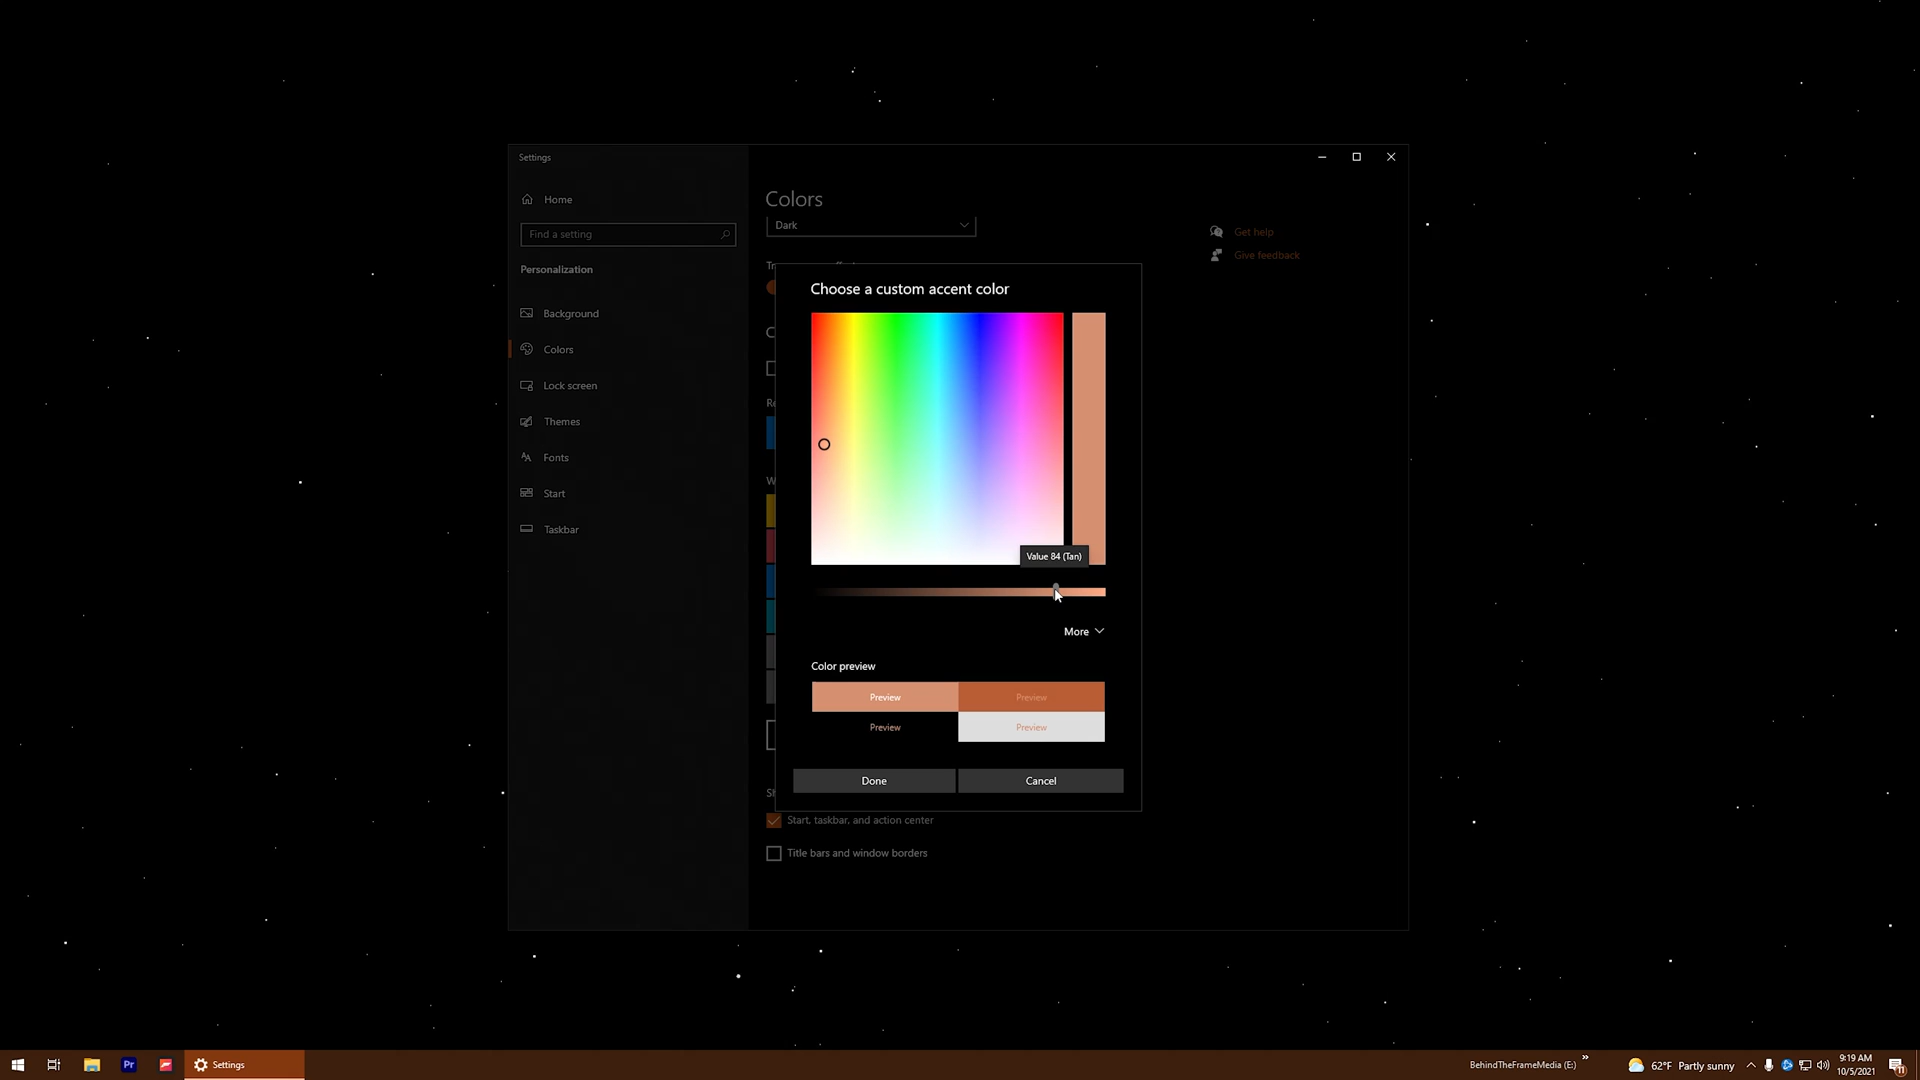 Settings
Home
Find a setting
Personalization
Background
Colors
Lock screen
Themes
Fonts
Start
Taskbar
Colors
Dark
Get help
Give feedback
Choose a custom accent color
Value 84 (Tan)
More
Color preview
Preview
Preview
Preview
Preview
Done
Cancel
Start, taskbar, and action center
Title bars and window borders
Pr
Settings
BehindTheFrameMedia (E:)
»
62°F Partly sunny
9:19 AM
10/5/2021